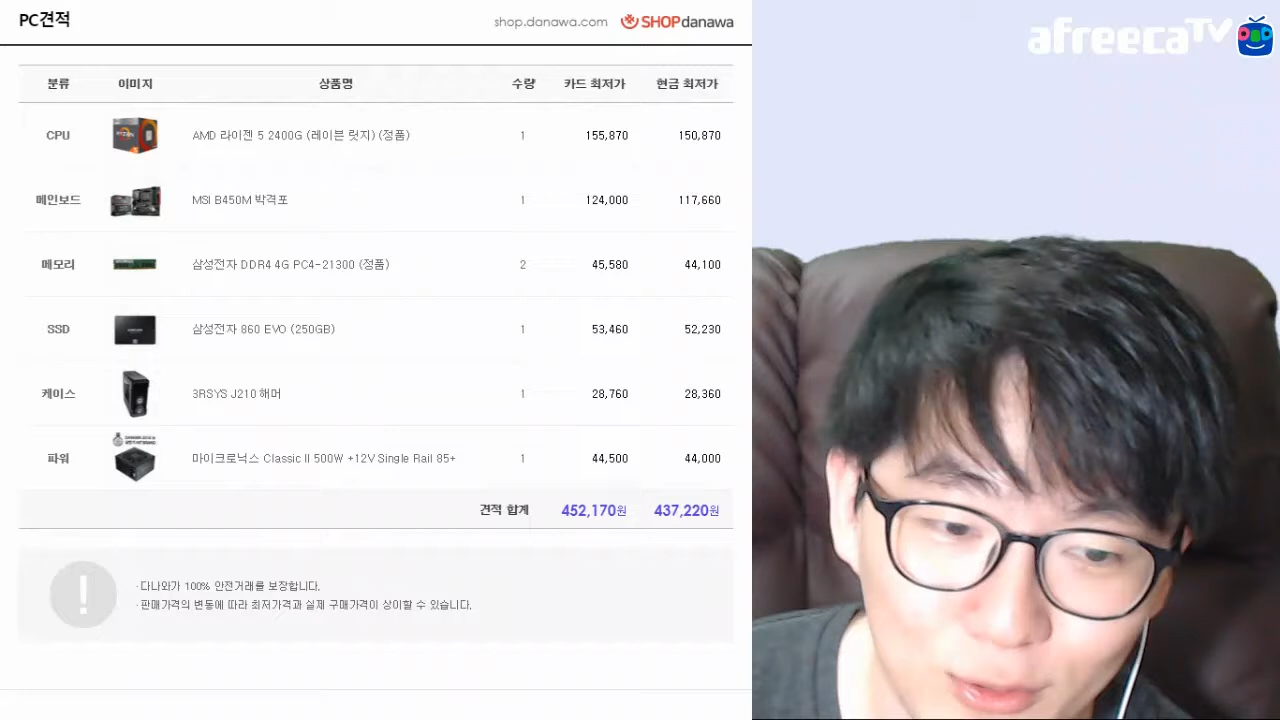 PC견적
shop.danawa.com SHOPdanawa
afreecaTV
분류 이미지 상품명 수량 카드 최저가 현금 최저가
CPU AMD 라이젠 5 2400G (레이븐 릿지) (정품) 1 155,870 150,870
메인보드 MSI B450M 박격포 1 124,000 117,660
메모리 삼성전자 DDR4 4G PC4-21300 (정품) 2 45,580 44,100
SSD 삼성전자 860 EVO (250GB) 1 53,460 52,230
케이스 3RSYS J210 해머 1 28,760 28,360
파워 마이크로닉스 Classic II 500W +12V Single Rail 85+ 1 44,500 44,000
견적 합계 452,170원 437,220원
· 다나와가 100% 안전거래를 보장합니다.
· 판매가격의 변동에 따라 최저가격과 실제 구매가격이 상이할 수 있습니다.